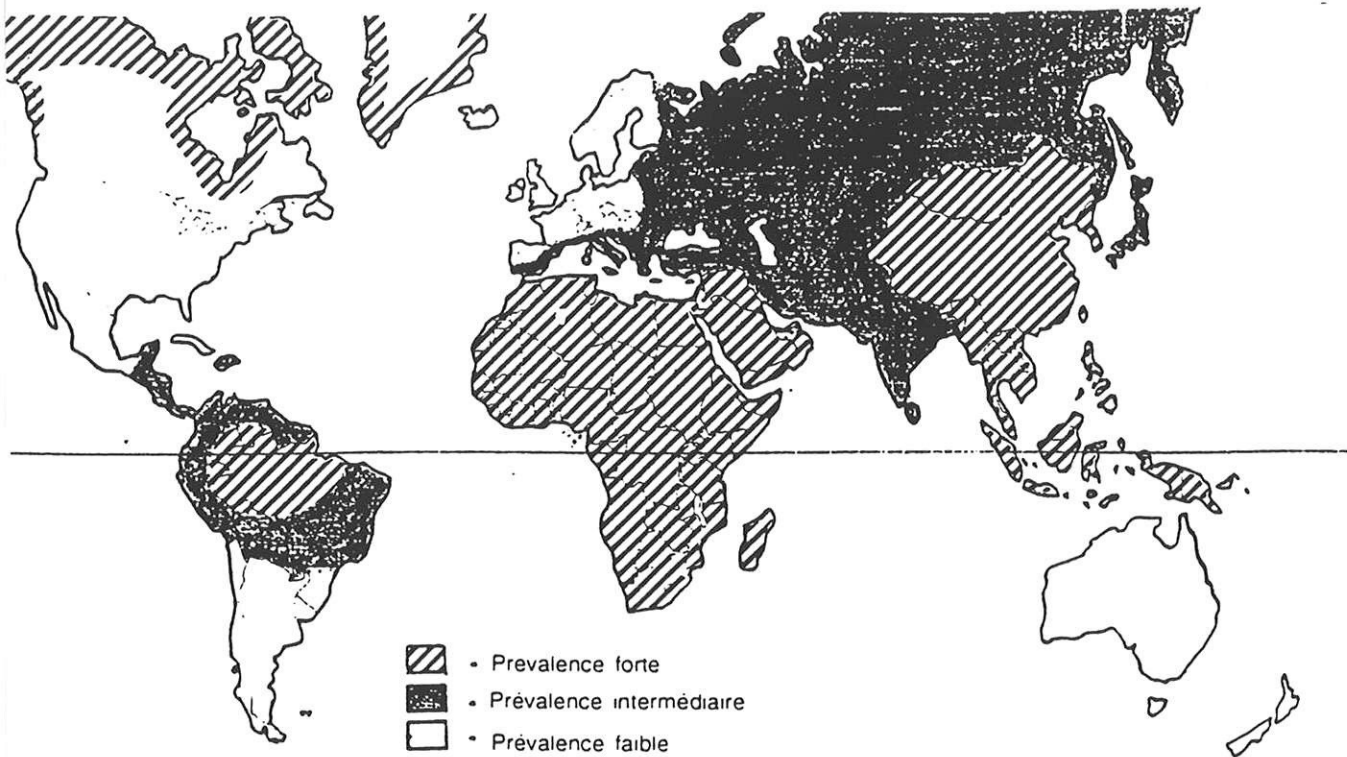 - Prevalence forte
- Prévalence intermédiaire
- Prévalence faible